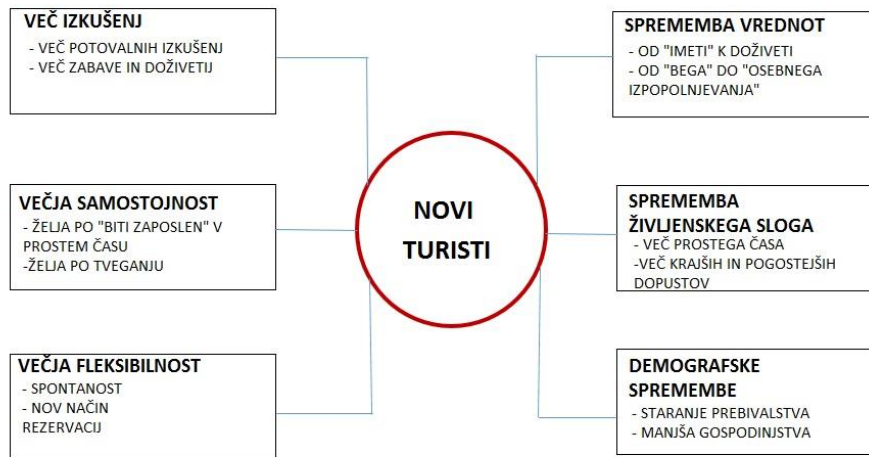 VEČ IZKUŠENJ
- VEČ POTOVALNIH IZKUŠENJ
- VEČ ZABAVE IN DOŽIVETIJ
VEČJA SAMOSTOJNOST
- ŽELJA PO "BITI ZAPOSLEN" V
PROSTEM ČASU
-ŽELJA PO TVEGANJU
VEČJA FLEKSIBILNOST
- SPONTANOST
- NOV NAČIN
REZERVACIJ
NOVI
TURISTI
SPREMEMBA VREDNOT
- OD "IMETI" K DOŽIVETI
- OD "BEGA" DO "OSEBNEGA
IZPOPOLNJEVANJA"
SPREMEMBA
ŽIVLJENSKEGA SLOGA
- VEČ PROSTEGA ČASA
-VEČ KRAJŠIH IN POGOSTEJŠIH
DOPUSTOV
DEMOGRAFSKE
SPREMEMBE
- STARANJE PREBIVALSTVA
- MANJŠA GOSPODINJSTVA